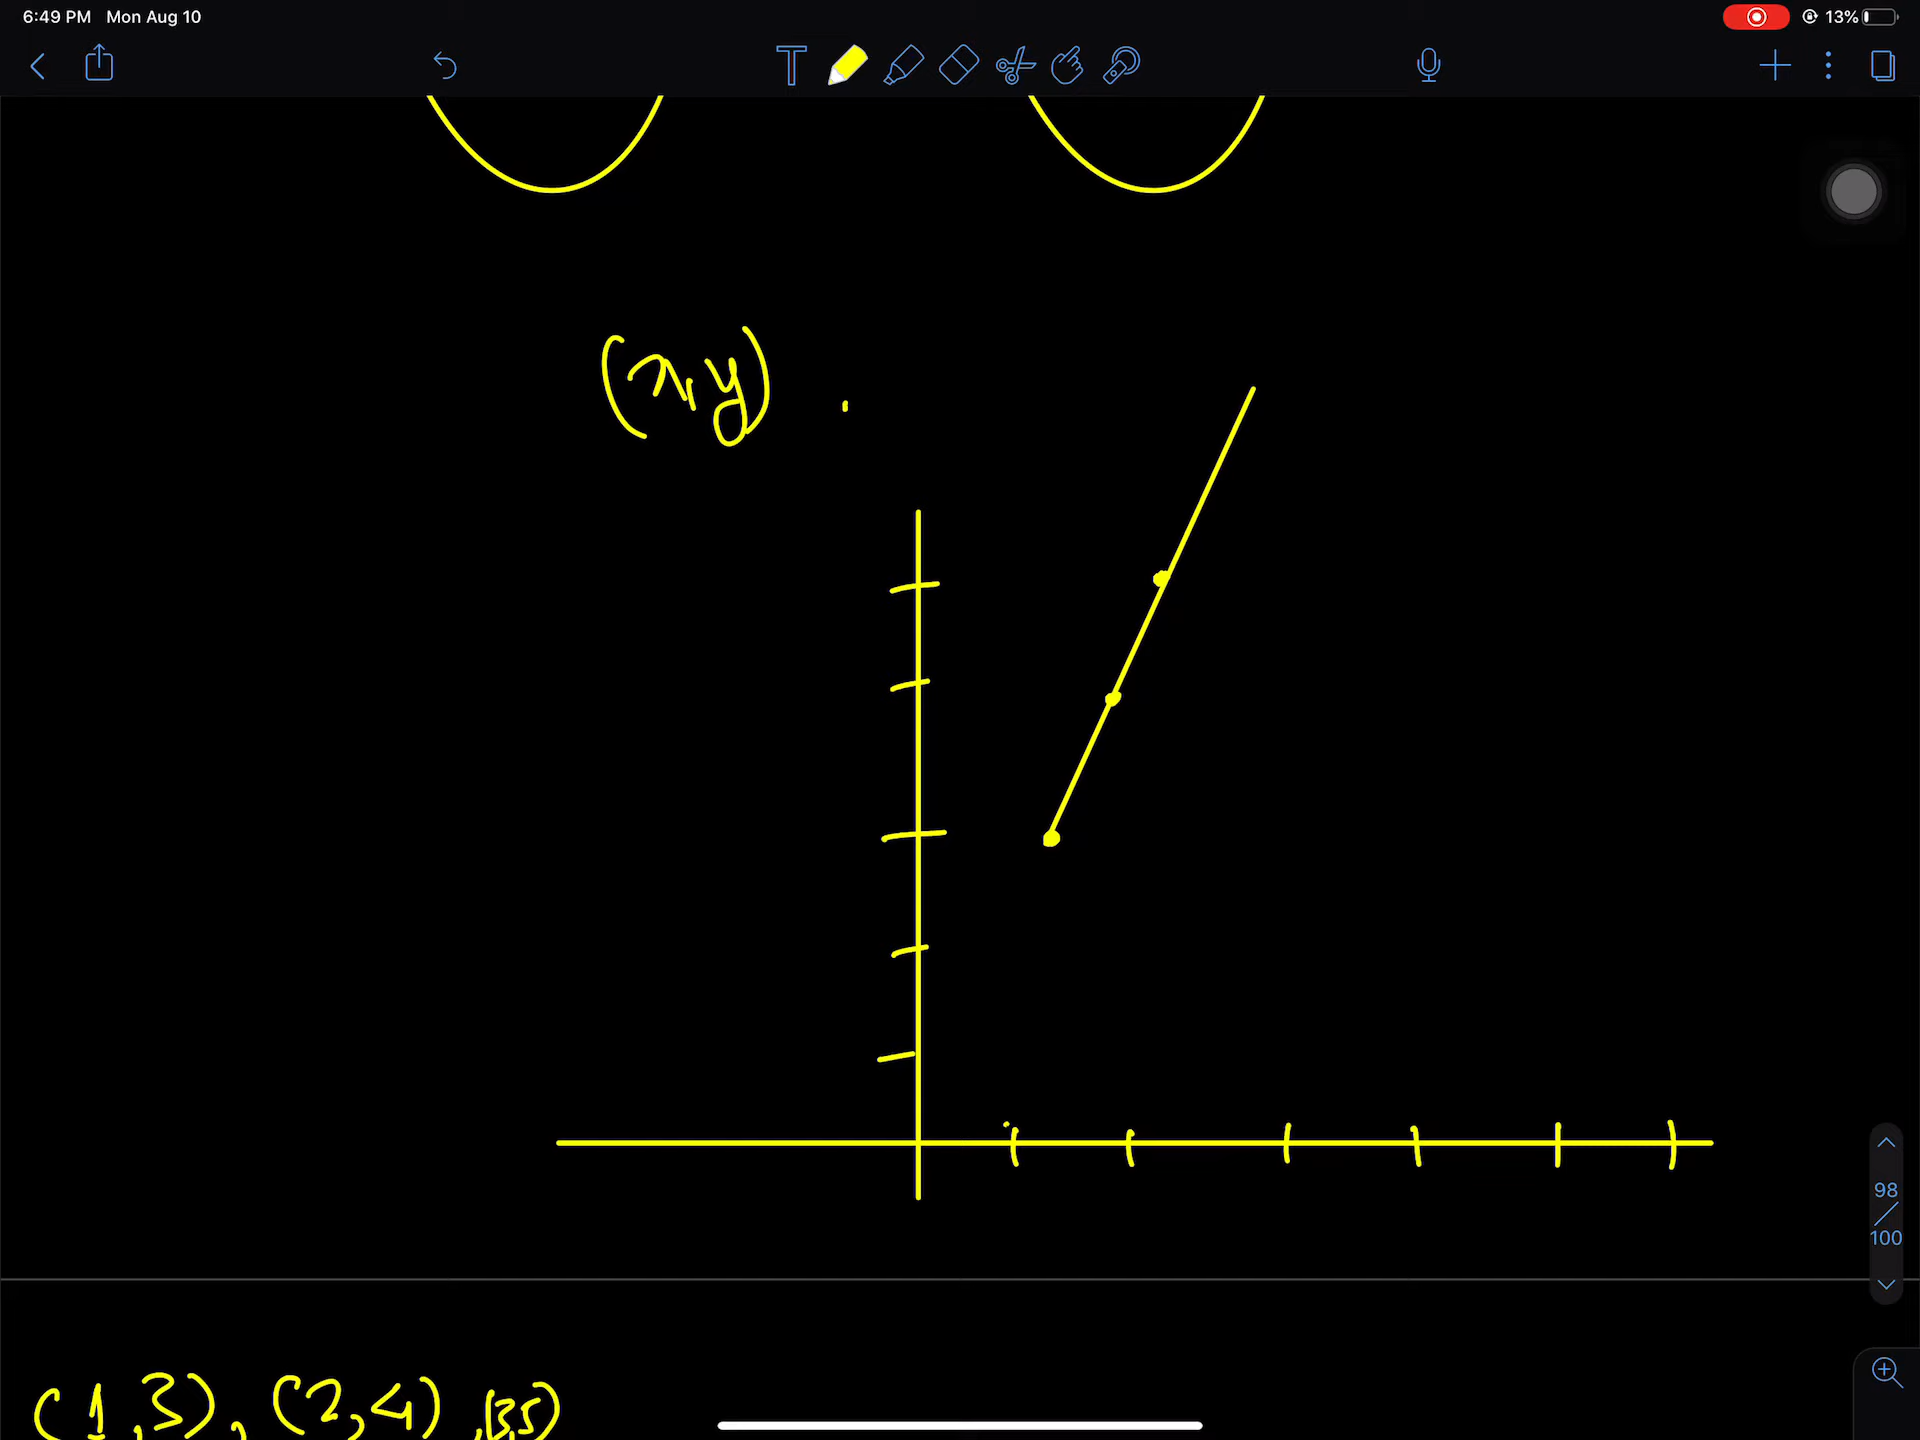 6:49 PM Mon Aug 10 13%
T
(x,y) .
98
/
100
(1,3), (2,4), (3,5)